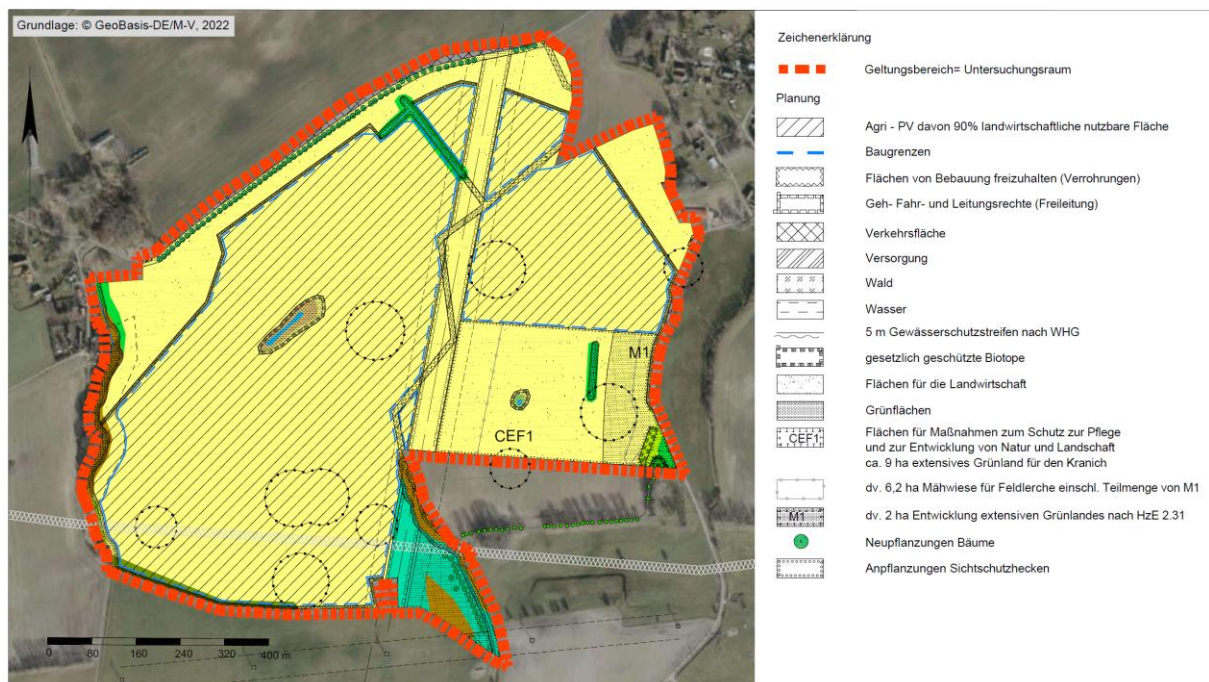 Grundlage: © GeoBasis-DE/M-V, 2022
M1
CEF1
0 80 160 240 320 400 m
Zeichenerklärung
Geltungsbereich= Untersuchungsraum
Planung
Agri - PV davon 90% landwirtschaftliche nutzbare Fläche
Baugrenzen
Flächen von Bebauung freizuhalten (Verrohrungen)
Geh- Fahr- und Leitungsrechte (Freileitung)
Verkehrsfläche
Versorgung
Wald
Wasser
5 m Gewässerschutzstreifen nach WHG
gesetzlich geschützte Biotope
Flächen für die Landwirtschaft
Grünflächen
CEF1 Flächen für Maßnahmen zum Schutz zur Pflege
und zur Entwicklung von Natur und Landschaft
ca. 9 ha extensives Grünland für den Kranich
dv. 6,2 ha Mähwiese für Feldlerche einschl. Teilmenge von M1
M1 dv. 2 ha Entwicklung extensiven Grünlandes nach HzE 2.31
Neupflanzungen Bäume
Anpflanzungen Sichtschutzhecken